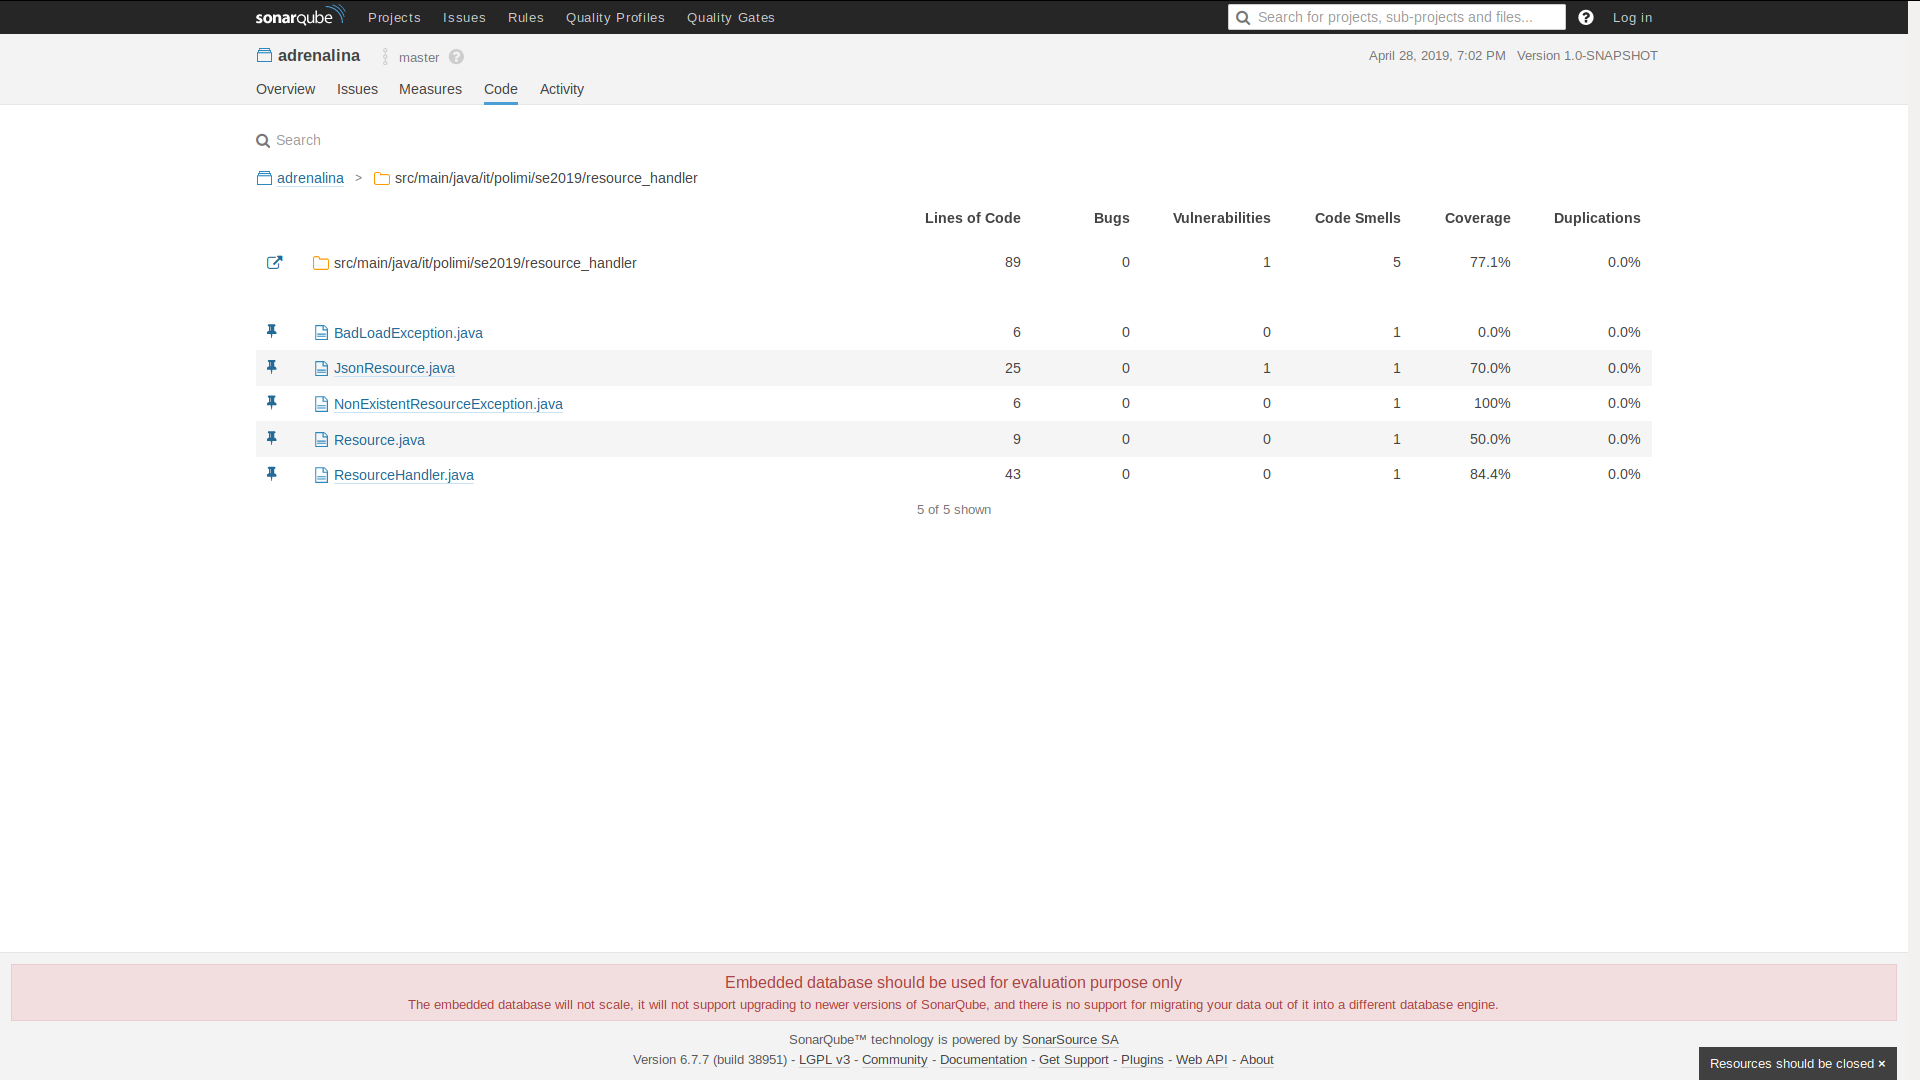 sonarqube Projects Issues Rules Quality Profiles Quality Gates Search for projects, sub-projects and files... Log in
adrenalina master April 28, 2019, 7:02 PM Version 1.0-SNAPSHOT
Overview Issues Measures Code Activity
Search
adrenalina > src/main/java/it/polimi/se2019/resource_handler
Lines of Code Bugs Vulnerabilities Code Smells Coverage Duplications
src/main/java/it/polimi/se2019/resource_handler 89 0 1 5 77.1% 0.0%
BadLoadException.java 6 0 0 1 0.0% 0.0%
JsonResource.java 25 0 1 1 70.0% 0.0%
NonExistentResourceException.java 6 0 0 1 100% 0.0%
Resource.java 9 0 0 1 50.0% 0.0%
ResourceHandler.java 43 0 0 1 84.4% 0.0%
5 of 5 shown
Embedded database should be used for evaluation purpose only
The embedded database will not scale, it will not support upgrading to newer versions of SonarQube, and there is no support for migrating your data out of it into a different database engine.
SonarQube™ technology is powered by SonarSource SA
Version 6.7.7 (build 38951) - LGPL v3 - Community - Documentation - Get Support - Plugins - Web API - About
Resources should be closed ×